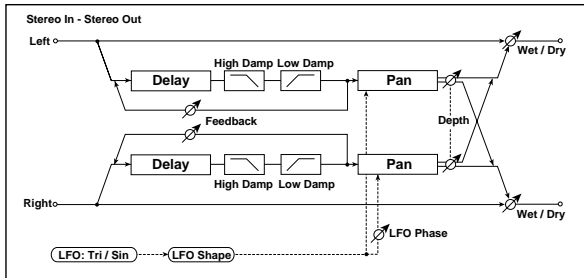 Stereo In - Stereo Out
Left
Wet / Dry
High Damp Low Damp
Delay
Pan
Feedback
Depth
Delay
Pan
High Damp Low Damp
Right
Wet / Dry
LFO Phase
LFO: Tri / Sin
LFO Shape